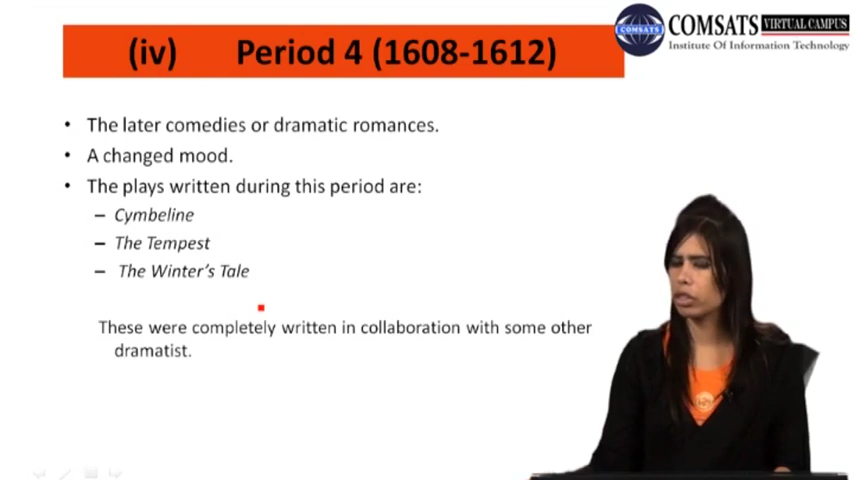 (iv) Period 4 (1608-1612)
COMSATS VIRTUAL CAMPUS
Institute Of Information Technology
COMSATS
• The later comedies or dramatic romances.
• A changed mood.
• The plays written during this period are:
– Cymbeline
– The Tempest
– The Winter's Tale
These were completely written in collaboration with some other
dramatist.